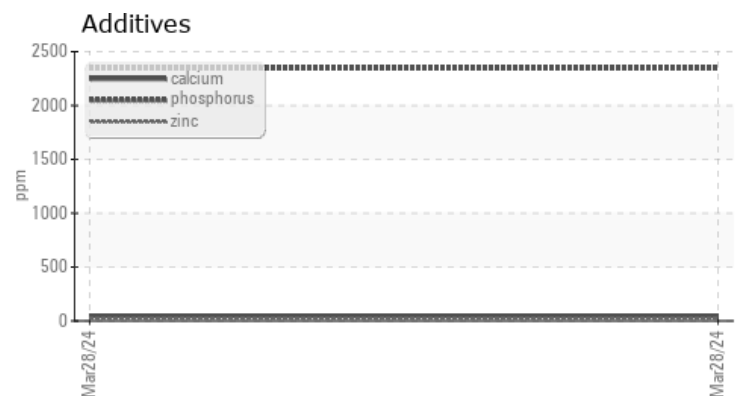 Additives
2500
2000
1500
1000
500
0
ppm
calcium
phosphorus
zinc
Mar28/24
Mar28/24